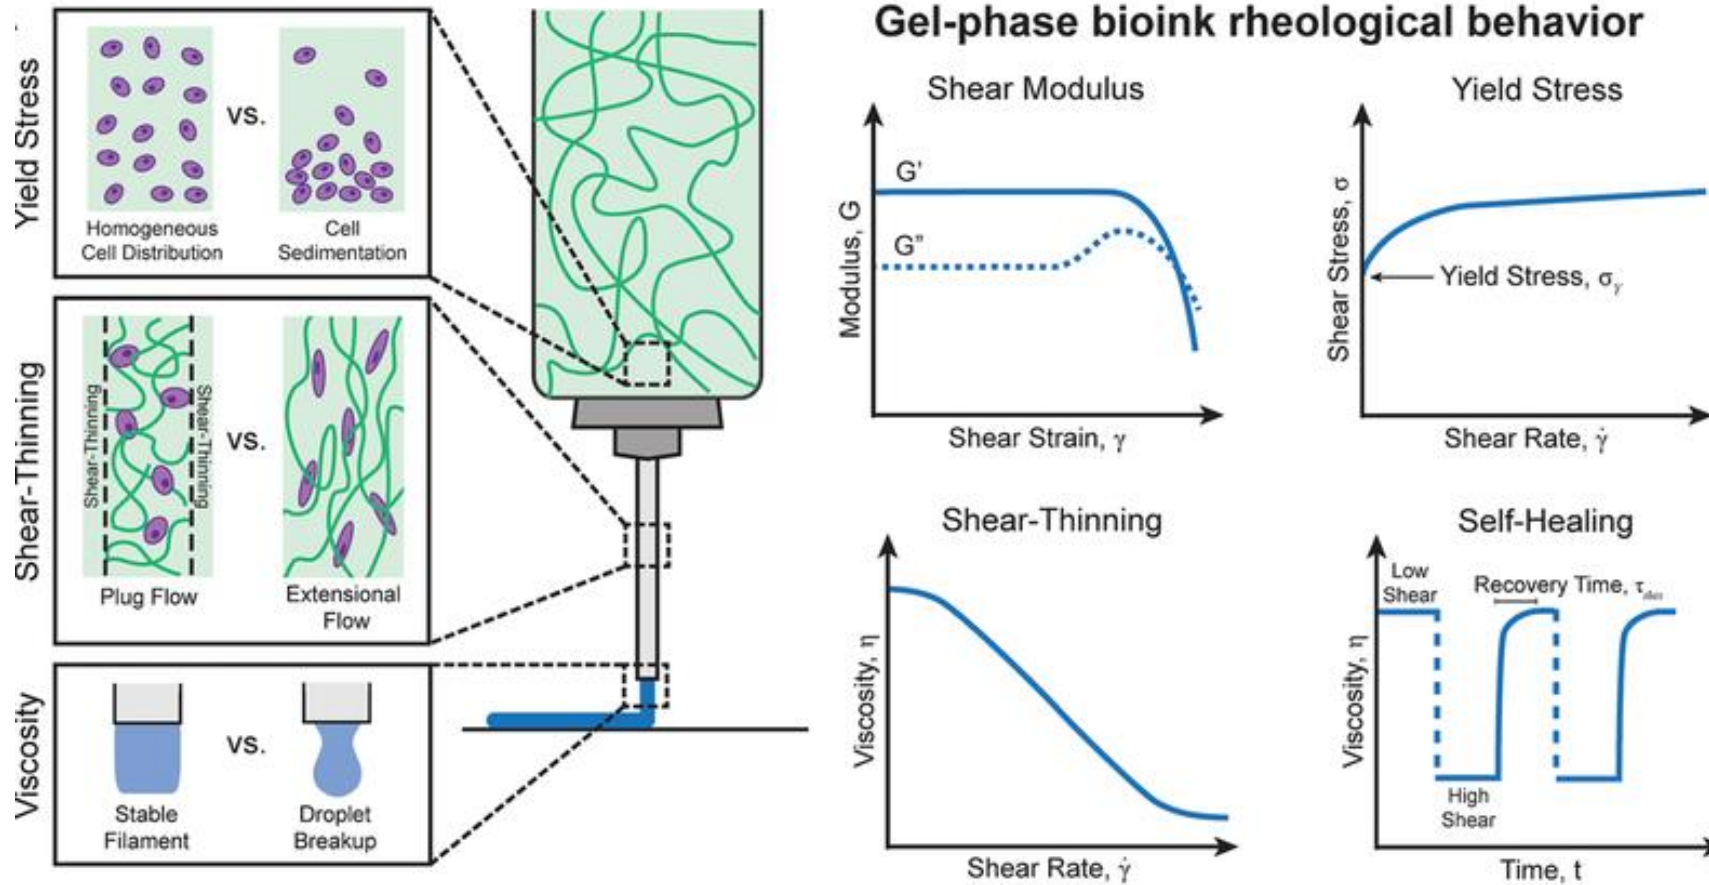 Yield Stress
vs.
Homogeneous
Cell Distribution
Cell
Sedimentation
Shear-Thinning
Shear-Thinning
Shear-Thinning
vs.
Plug Flow
Extensional
Flow
Viscosity
vs.
Stable
Filament
Droplet
Breakup
Gel-phase bioink rheological behavior
Shear Modulus
Modulus, G
G’
G”
Shear Strain, γ
Yield Stress
Shear Stress, σ
Yield Stress, σᵧ
Shear Rate, γ̇
Shear-Thinning
Viscosity, η
Shear Rate, γ̇
Self-Healing
Viscosity, η
Low
Shear
Recovery Time,
High
Shear
Time, t